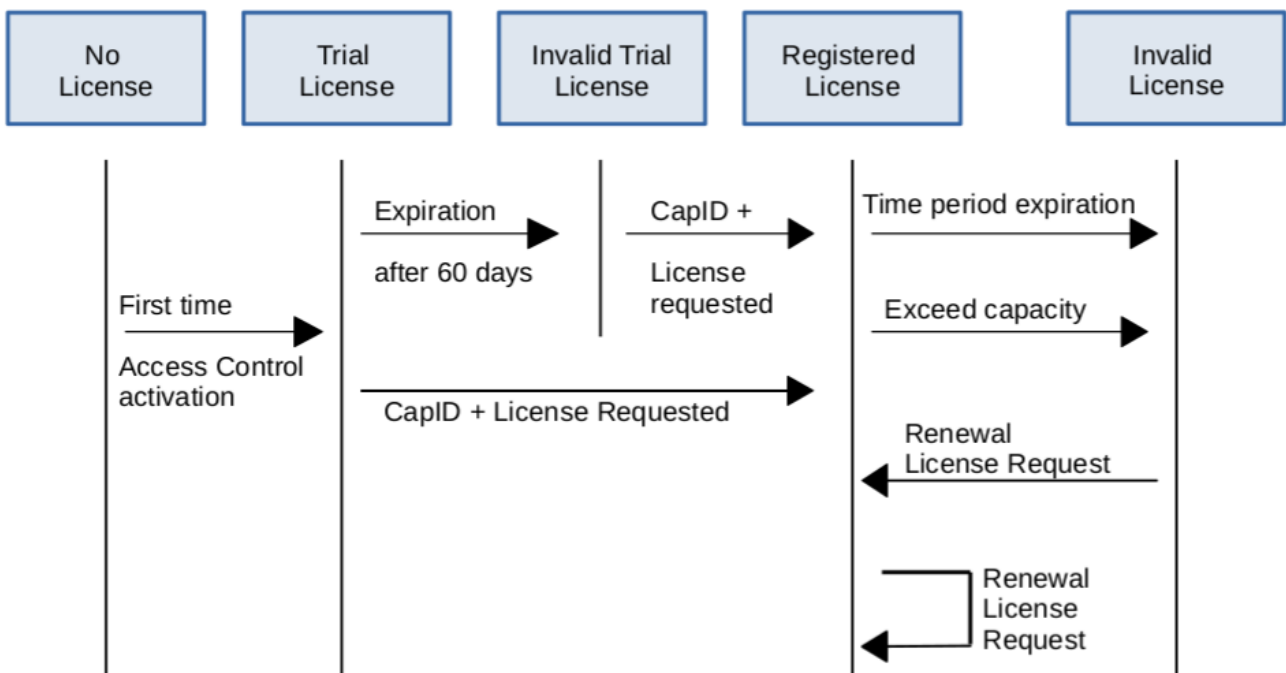 No
License
Trial
License
Invalid Trial
License
Registered
License
Invalid
License
Expiration
after 60 days
CapID +
License
requested
Time period expiration
First time
Access Control
activation
Exceed capacity
CapID + License Requested
Renewal
License Request
Renewal
License
Request